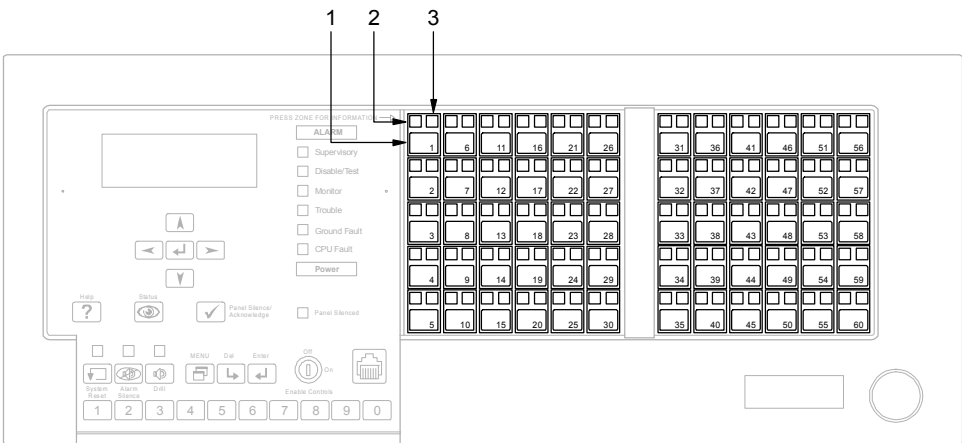 1 2 3
PRESS ZONE FOR INFORMATION
ALARM
Supervisory
Disable/Test
Monitor
Trouble
Ground Fault
CPU Fault
Power
Help
?
Status
Panel Silence/
Acknowledge
Panel Silenced
1 6 11 16 21 26 31 36 41 46 51 56
2 7 12 17 22 27 32 37 42 47 52 57
3 8 13 18 23 28 33 38 43 48 53 58
4 9 14 19 24 29 34 39 44 49 54 59
5 10 15 20 25 30 35 40 45 50 55 60
MENU Del Enter
Off
On
System
Reset
Alarm
Silence
Drill
Enable Controls
1 2 3 4 5 6 7 8 9 0